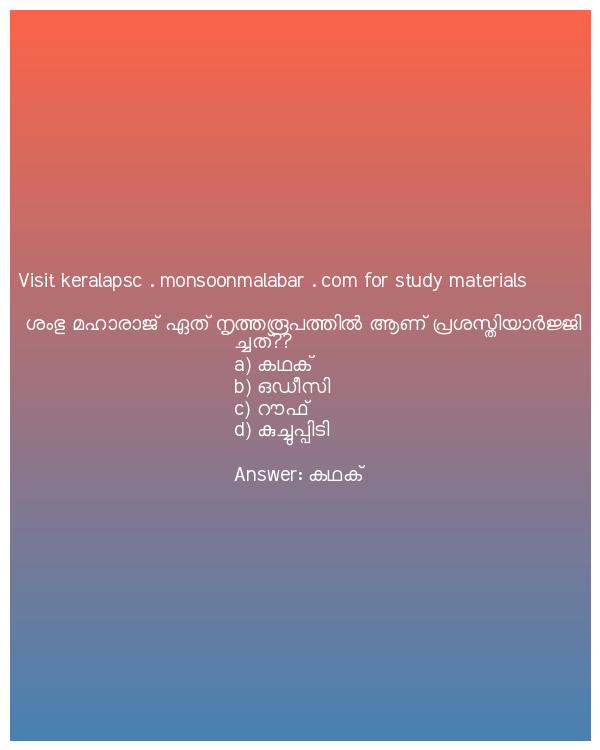 Visit keralapsc . monsoonmalabar . com for study materials
ശംഭു മഹാരാജ് ഏത് നൃത്തരൂപത്തിൽ ആണ് പ്രശസ്തിയാർജ്ജി
ച്ചത്??
a) കഥക്
b) ഒഡീസി
c) റൗഫ്
d) കുച്ചുപ്പിടി
Answer: കഥക്